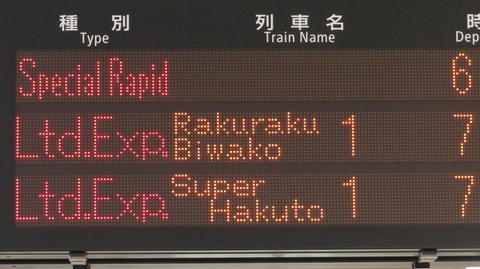 種別 列車名 時
Type Train Name Dep
Special Rapid 6
Ltd.Exp. Rakuraku Biwako 1 7
Ltd.Exp. Super Hakuto 1 7